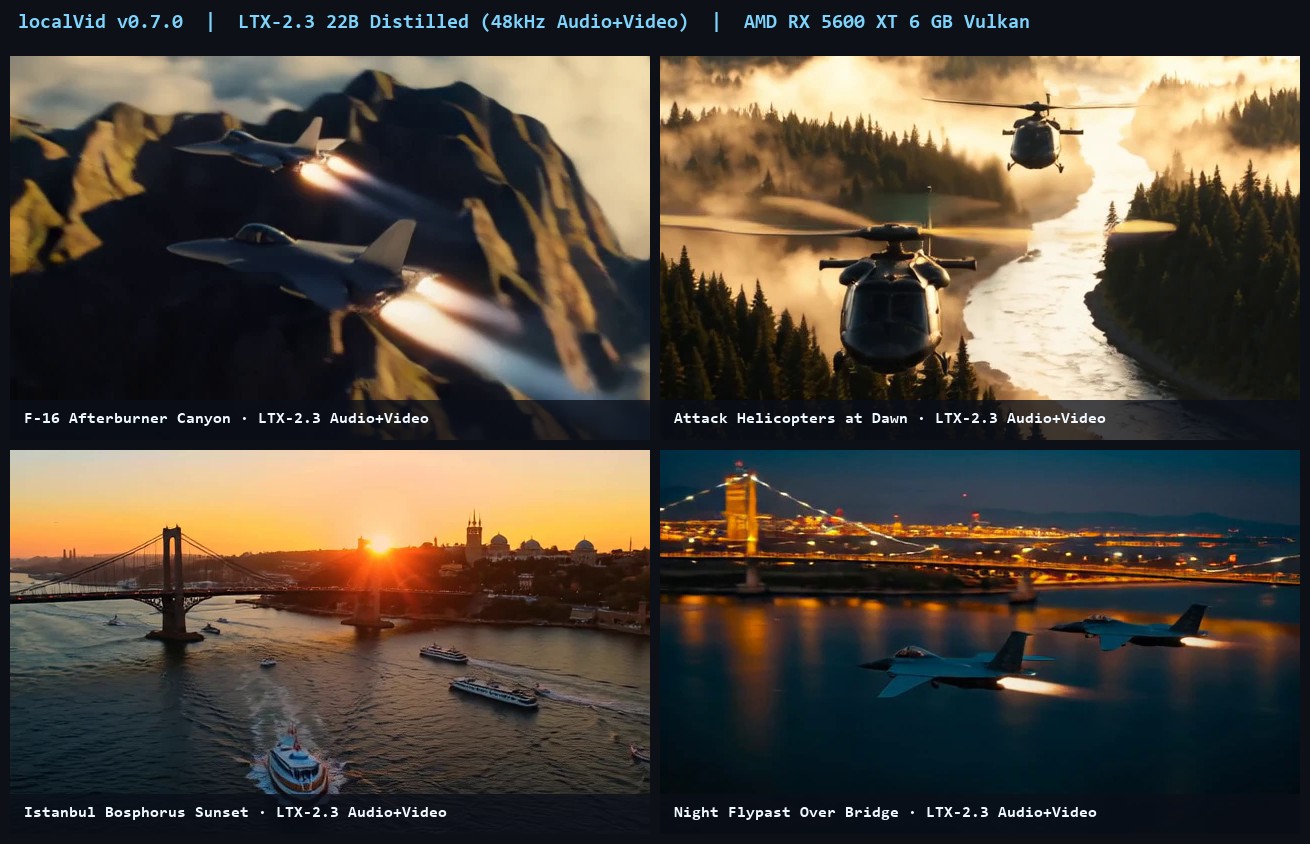 localVid v0.7.0 | LTX-2.3 22B Distilled (48kHz Audio+Video) | AMD RX 5600 XT 6 GB Vulkan
F-16 Afterburner Canyon · LTX-2.3 Audio+Video
Attack Helicopters at Dawn · LTX-2.3 Audio+Video
Istanbul Bosphorus Sunset · LTX-2.3 Audio+Video
Night Flypast Over Bridge · LTX-2.3 Audio+Video